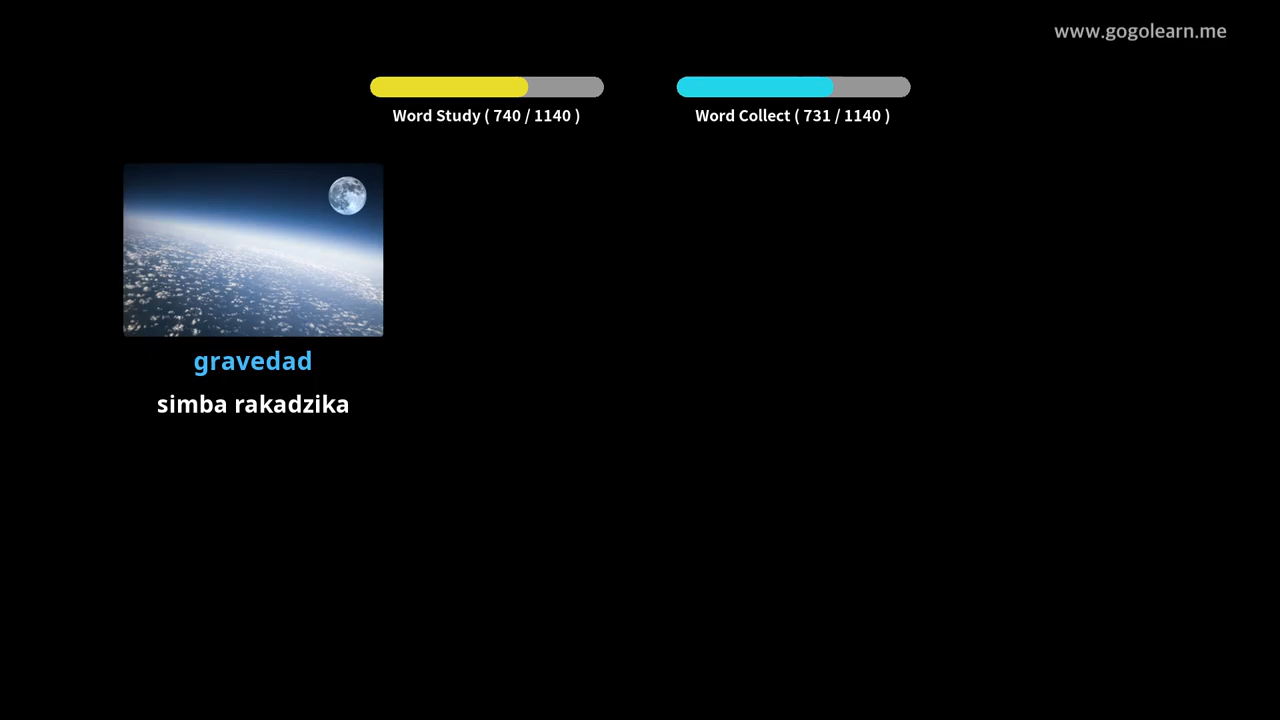 www.gogolearn.me
Word Study ( 740 / 1140 )
Word Collect ( 731 / 1140 )
gravedad
simba rakadzika